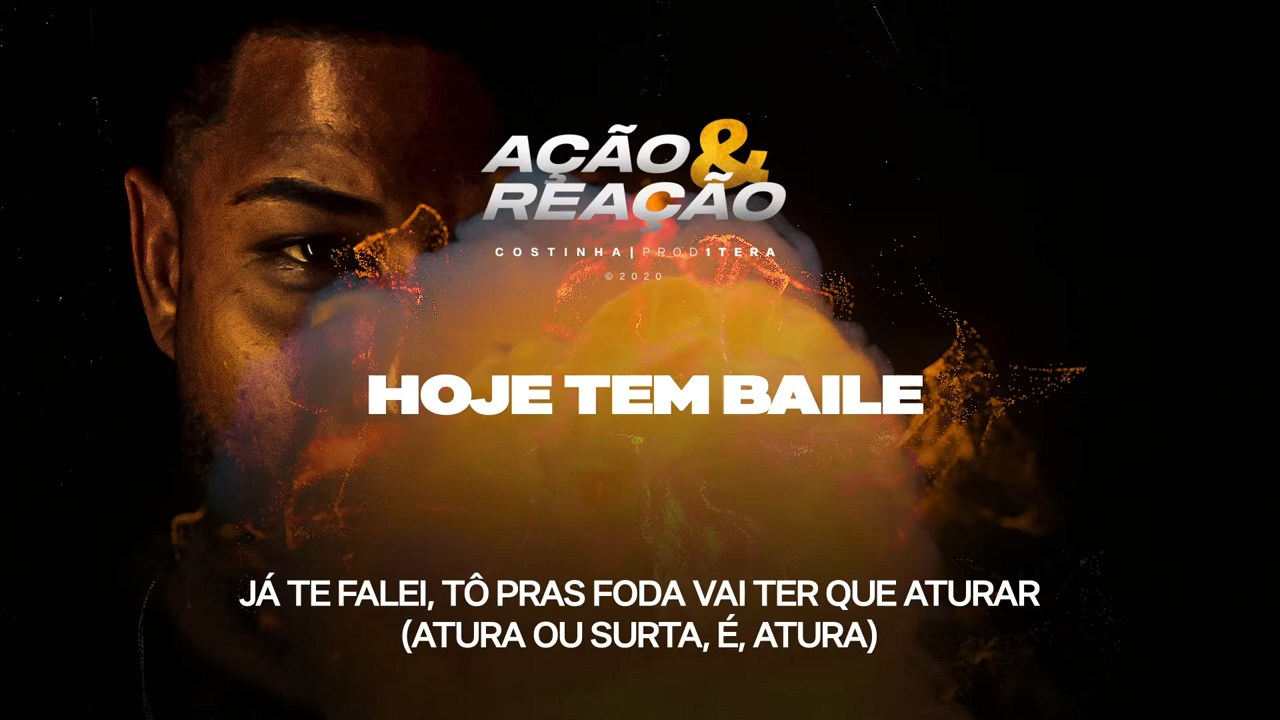 AÇÃO &
REAÇÃO
COSTINHA|PROD1TERA
©2020
HOJE TEM BAILE
JÁ TE FALEI, TÔ PRAS FODA VAI TER QUE ATURAR
(ATURA OU SURTA, É, ATURA)